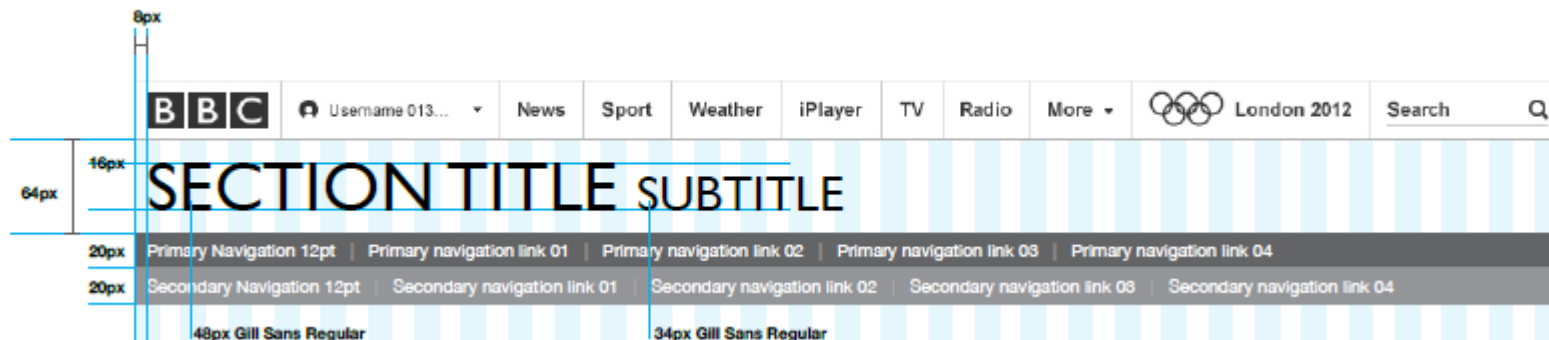 8px
BBC Username 013... News Sport Weather iPlayer TV Radio More London 2012 Search
16px
64px
SECTION TITLE SUBTITLE
20px Primary Navigation 12pt | Primary navigation link 01 | Primary navigation link 02 | Primary navigation link 03 | Primary navigation link 04
20px Secondary Navigation 12pt | Secondary navigation link 01 | Secondary navigation link 02 | Secondary navigation link 03 | Secondary navigation link 04
48px Gill Sans Regular 34px Gill Sans Regular